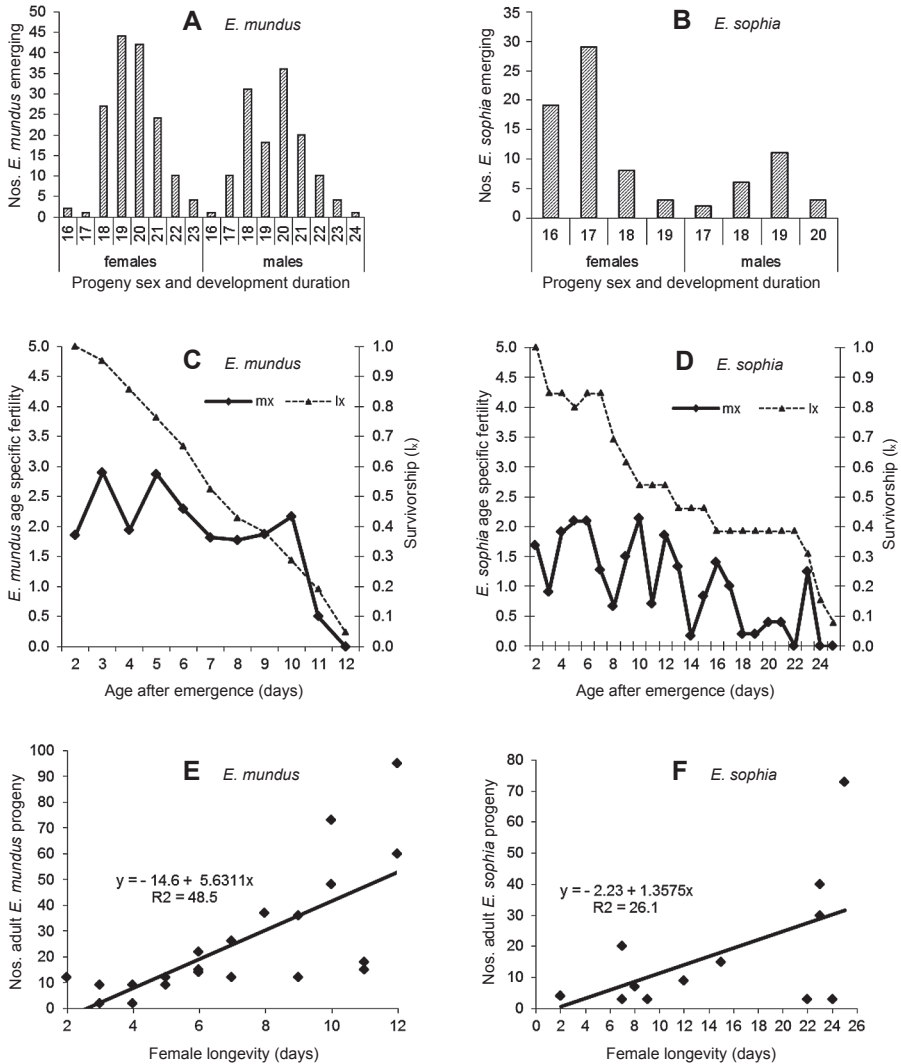 A E. mundus
Nos. E. mundus emerging
50
45
40
35
30
25
20
15
10
5
0
16 17 18 19 20 21 22 23 16 17 18 19 20 21 22 23 24
females males
Progeny sex and development duration
B E. sophia
Nos. E. sophia emerging
35
30
25
20
15
10
5
0
16 17 18 19 17 18 19 20
females males
Progeny sex and development duration
C E. mundus
mx lx
E. mundus age specific fertility
5.0
4.5
4.0
3.5
3.0
2.5
2.0
1.5
1.0
0.5
0.0
1.0
0.9
0.8
0.7
0.6
0.5
0.4
0.3
0.2
0.1
0.0
Survivorship (lx)
2 3 4 5 6 7 8 9 10 11 12
Age after emergence (days)
D E. sophia
mx lx
E. sophia age specific fertility
5.0
4.5
4.0
3.5
3.0
2.5
2.0
1.5
1.0
0.5
0.0
1.0
0.9
0.8
0.7
0.6
0.5
0.4
0.3
0.2
0.1
0.0
Survivorship (lx)
2 4 6 8 10 12 14 16 18 20 22 24
Age after emergence (days)
E E. mundus
Nos. adult E. mundus progeny
100
90
80
70
60
50
40
30
20
10
0
y = - 14.6 + 5.6311x
R2 = 48.5
2 4 6 8 10 12
Female longevity (days)
F E. sophia
Nos. adult E. sophia progeny
80
70
60
50
40
30
20
10
0
y = - 2.23 + 1.3575x
R2 = 26.1
0 2 4 6 8 10 12 14 16 18 20 22 24 26
Female longevity (days)